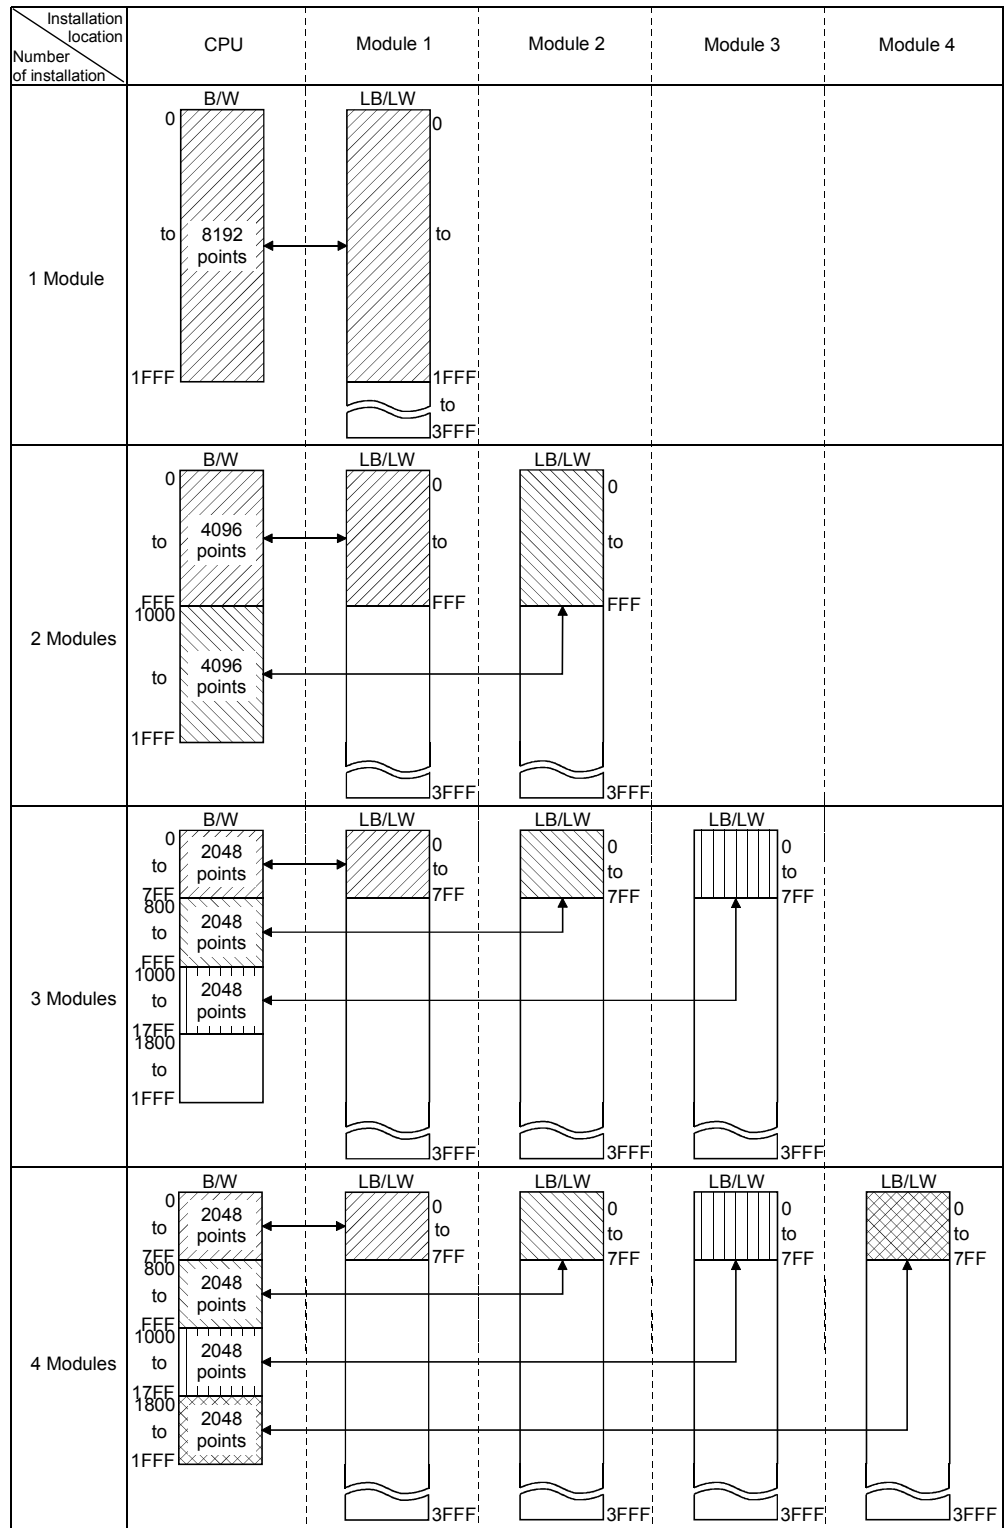 Installation
location
Number
of installation
CPU
Module 1
Module 2
Module 3
Module 4
1 Module
B/W
LB/LW
0
0
to
8192
points
to
1FFF
1FFF
to
3FFF
2 Modules
B/W
LB/LW
LB/LW
0
0
0
to
4096
points
to
to
FFF
FFF
FFF
1000
to
4096
points
1FFF
3FFF
3FFF
3 Modules
B/W
LB/LW
LB/LW
LB/LW
0
0
0
0
to
2048
points
to
to
to
7FF
7FF
7FF
7FF
800
to
2048
points
FFF
1000
to
2048
points
17FF
1800
to
1FFF
3FFF
3FFF
3FFF
4 Modules
B/W
LB/LW
LB/LW
LB/LW
LB/LW
0
0
0
0
0
to
2048
points
to
to
to
to
7FF
7FF
7FF
7FF
7FF
800
to
2048
points
FFF
1000
to
2048
points
17FF
1800
to
2048
points
1FFF
3FFF
3FFF
3FFF
3FFF